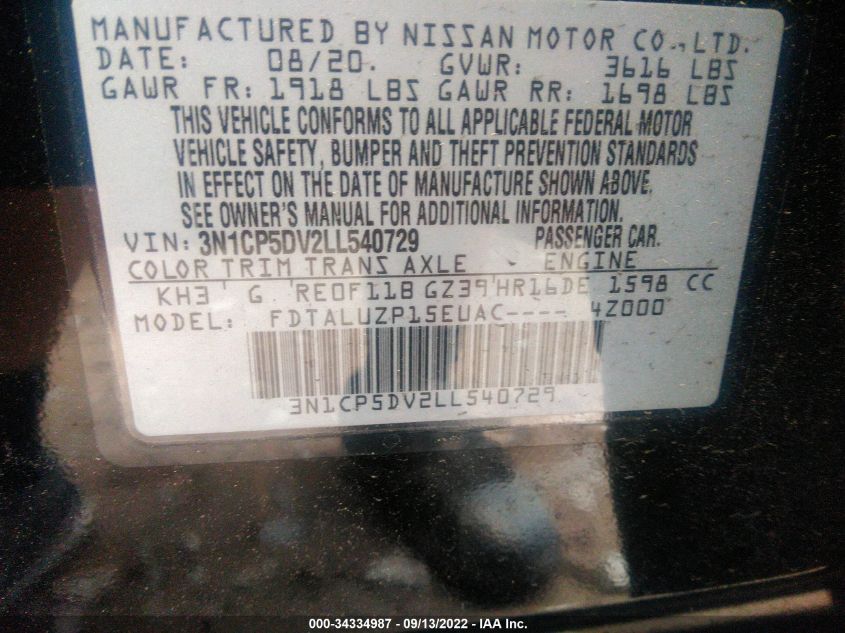 MANUFACTURED BY NISSAN MOTOR CO., LTD.
DATE: 08/20. GVWR: 3616 LBS
GAWR FR: 1918 LBS GAWR RR: 1698 LBS
THIS VEHICLE CONFORMS TO ALL APPLICABLE FEDERAL MOTOR
VEHICLE SAFETY, BUMPER AND THEFT PREVENTION STANDARDS
IN EFFECT ON THE DATE OF MANUFACTURE SHOWN ABOVE.
SEE OWNER'S MANUAL FOR ADDITIONAL INFORMATION.
VIN: 3N1CP5DV2LL540729 PASSENGER CAR.
COLOR TRIM TRANS AXLE ENGINE
KH3 G RE0F11B GZ39 HR16DE 1598 CC
MODEL: FDTALUZP15EUAC---- 4Z000
3N1CP5DV2LL540729
000-34334987 - 09/13/2022 - IAA Inc.